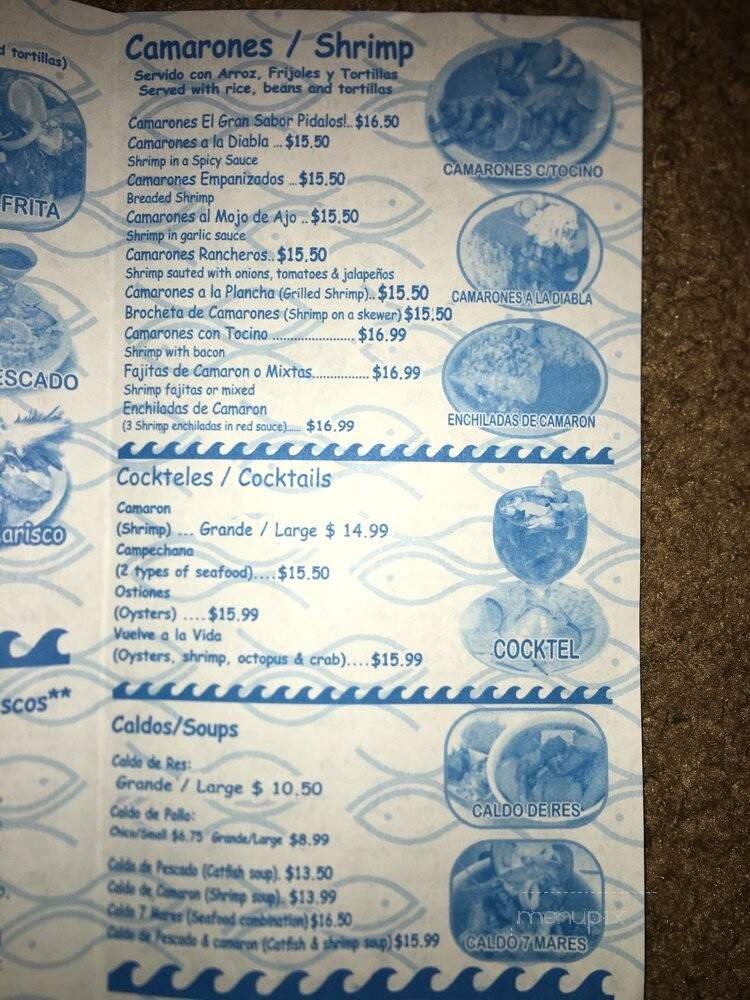 d tortillas)
FRITA
ESCADO
arisco
scos**
Camarones / Shrimp
Servido con Arroz, Frijoles y Tortillas
Served with rice, beans and tortillas
Camarones El Gran Sabor Pidalos!.. $16.50
Camarones a la Diabla ... $15.50
Shrimp in a Spicy Sauce
Camarones Empanizados ...$15.50
Breaded Shrimp
Camarones al Mojo de Ajo .. $15.50
Shrimp in garlic sauce
Camarones Rancheros.. $15.50
Shrimp sauted with onions, tomatoes & jalapeños
Camarones a la Plancha (Grilled Shrimp).. $15.50
Brocheta de Camarones (Shrimp on a skewer) $15.50
Camarones con Tocino ........................ $16.99
Shrimp with bacon
Fajitas de Camaron o Mixtas................. $16.99
Shrimp fajitas or mixed
Enchiladas de Camaron
(3 Shrimp enchiladas in red sauce)..... $16.99
CAMARONES C/TOCINO
CAMARONES A LA DIABLA
ENCHILADAS DE CAMARON
Cockteles / Cocktails
Camaron
(Shrimp) ... Grande / Large $ 14.99
Campechana
(2 types of seafood)....$15.50
Ostiones
(Oysters) ....$15.99
Vuelve a la Vida
(Oysters, shrimp, octopus & crab)....$15.99
COCKTEL
Caldos/Soups
Caldo de Res:
Grande / Large $ 10.50
Caldo de Pollo:
Chico/Small $6.75 Grande/Large $8.99
Caldo de Pescado (Catfish soup). $13.50
Caldo de Camaron (Shrimp soup).. $13.99
Caldo 7 Mares (Seafood combination) $16.50
Caldo de Pescado & camaron (Catfish & shrimp soup) $15.99
CALDO DE RES
CALDO 7 MARES
menupix